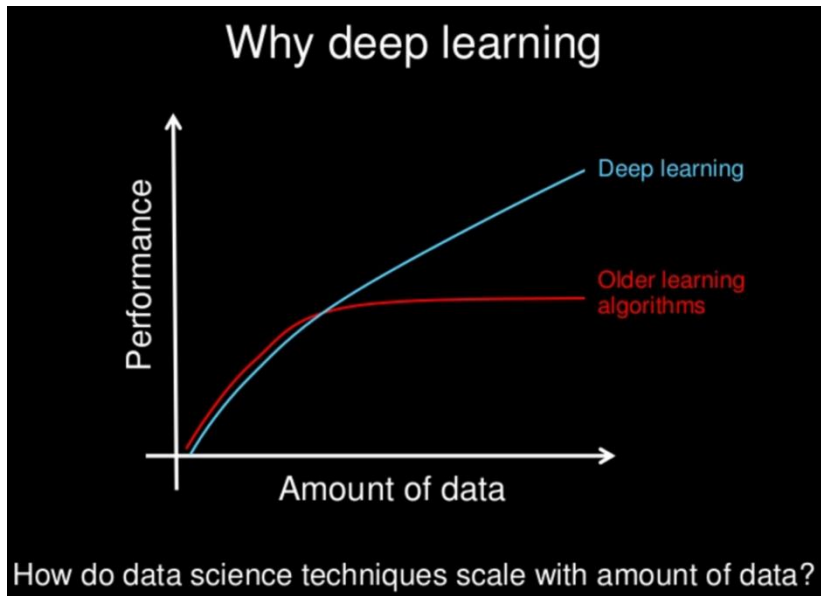 Why deep learning
Performance
Deep learning
Older learning
algorithms
Amount of data
How do data science techniques scale with amount of data?